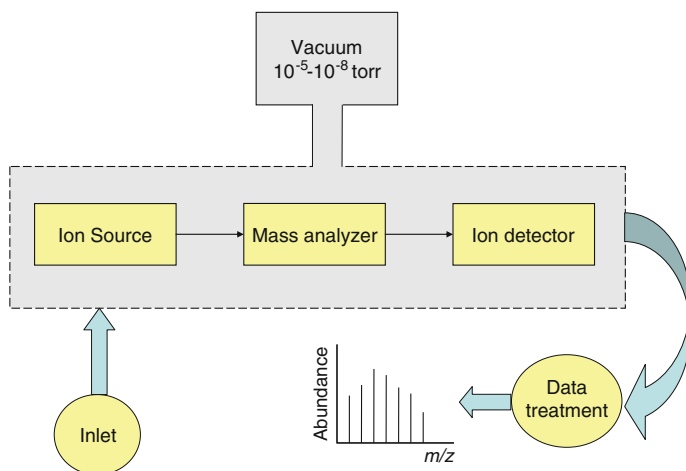 Vacuum
10⁻⁵-10⁻⁸ torr
Ion Source
Mass analyzer
Ion detector
Inlet
Abundance
m/z
Data
treatment